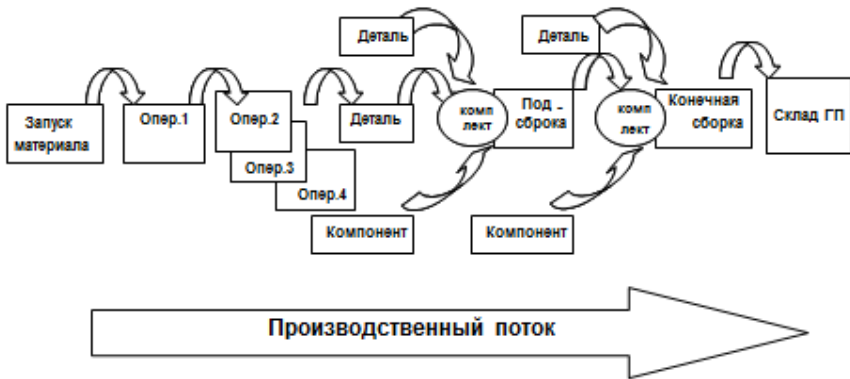 Деталь
Деталь
Запуск
материала
Опер.1
Опер.2
Опер.3
Опер.4
Деталь
комп
лект
Под -
сброка
комп
лект
Конечная
сборка
Склад ГП
Компонент
Компонент
Производственный поток